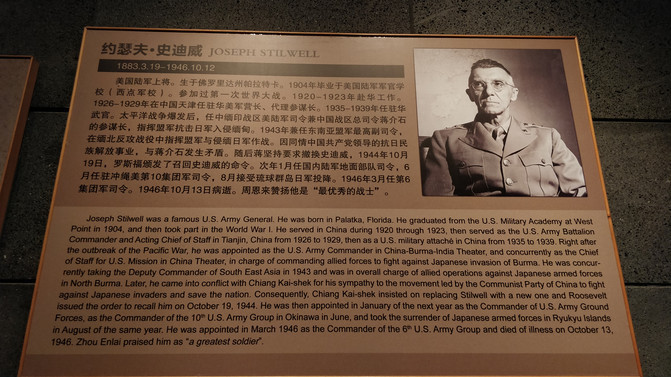 约瑟夫·史迪威 JOSEPH STILWELL
1883.3.19-1946.10.12
美国陆军上将。生于佛罗里达州帕拉特卡。1904年毕业于美国陆军军官学
校（西点军校）。参加过第一次世界大战。1920-1923年赴华工作。
1926-1929年在中国天津任驻华美军营长、代理参谋长。1935-1939年任驻华
武官。太平洋战争爆发后，任中缅印战区美陆军司令兼中国战区总司令蒋介石
的参谋长，指挥盟军抗击日军入侵缅甸。1943年兼任东南亚盟军最高副司令，
在缅北反攻战役中指挥盟军与侵缅日军作战。因同情中国共产党领导的抗日民
族解放事业，与蒋介石发生矛盾。随后蒋坚持要求撤换史迪威，1944年10月
19日，罗斯福颁发了召回史迪威的命令。次年1月任国内陆军地面部队司令，6
月任驻冲绳美第10集团军司令，8月接受琉球群岛日军投降。1946年3月任第6
集团军司令。1946年10月13日病逝。周恩来赞扬他是“最优秀的战士”。
Joseph Stilwell was a famous U.S. Army General. He was born in Palatka, Florida. He graduated from the U.S. Military Academy at West
Point in 1904, and then took part in the World War I. He served in China during 1920 through 1923, then served as the U.S. Army Battalion
Commander and Acting Chief of Staff in Tianjin, China from 1926 to 1929, then as a U.S. military attaché in China from 1935 to 1939. Right after
the outbreak of the Pacific War, he was appointed as the U.S. Army Commander in China-Burma-India Theater, and concurrently as the Chief
of Staff for U.S. Mission in China Theater, in charge of commanding allied forces to fight against Japanese invasion of Burma. He was concur-
rently taking the Deputy Commander of South East Asia in 1943 and was in overall charge of allied operations against Japanese armed forces
in North Burma. Later, he came into conflict with Chiang Kai-shek for his sympathy to the movement led by the Communist Party of China to fight
against Japanese invaders and save the nation. Consequently, Chiang Kai-shek insisted on replacing Stilwell with a new one and Roosevelt
issued the order to recall him on October 19, 1944. He was then appointed in January of the next year as the Commander of U.S. Army Ground
Forces, as the Commander of the 10th U.S. Army Group in Okinawa in June, and took the surrender of Japanese armed forces in Ryukyu Islands
in August of the same year. He was appointed in March 1946 as the Commander of the 6th U.S. Army Group and died of illness on October 13,
1946. Zhou Enlai praised him as “a greatest soldier”.